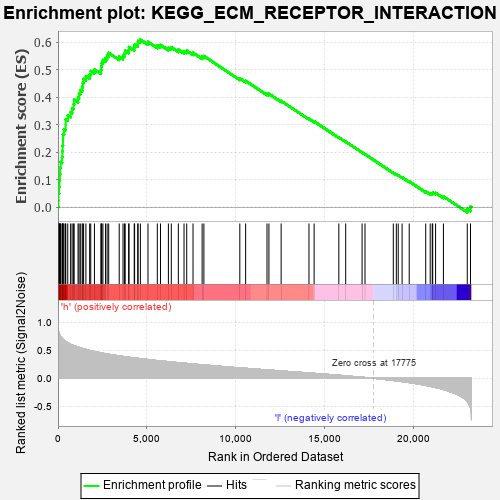 Enrichment plot: KEGG_ECM_RECEPTOR_INTERACTION
Enrichment score (ES)
0.6
0.5
0.4
0.3
0.2
0.1
0.0
'h' (positively correlated)
Ranked list metric (Signal2Noise)
1.0
0.5
0.0
-0.5
Zero cross at 17775
'l' (negatively correlated)
0
5,000
10,000
15,000
20,000
Rank in Ordered Dataset
Enrichment profile
Hits
Ranking metric scores